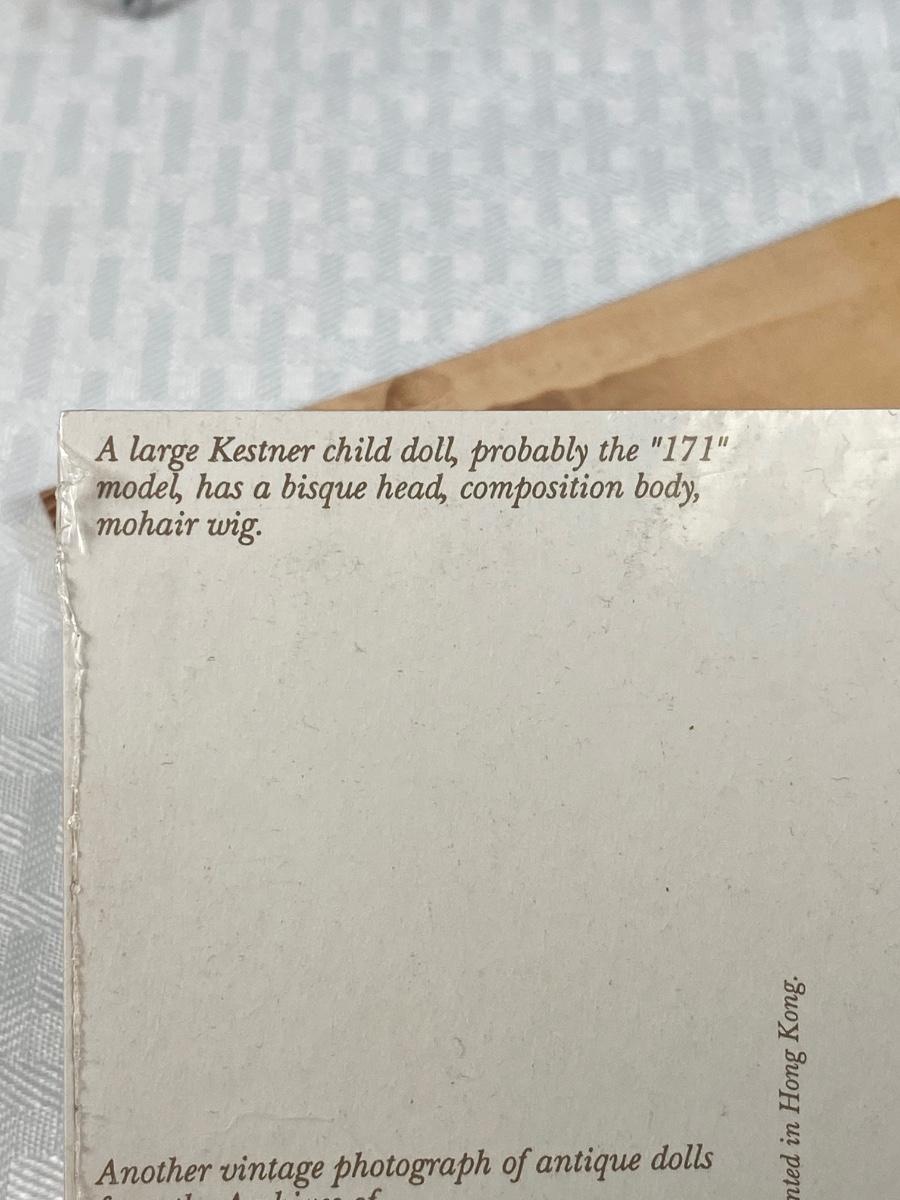 A large Kestner child doll, probably the "171"
model, has a bisque head, composition body,
mohair wig.
Another vintage photograph of antique dolls
nted in Hong Kong.